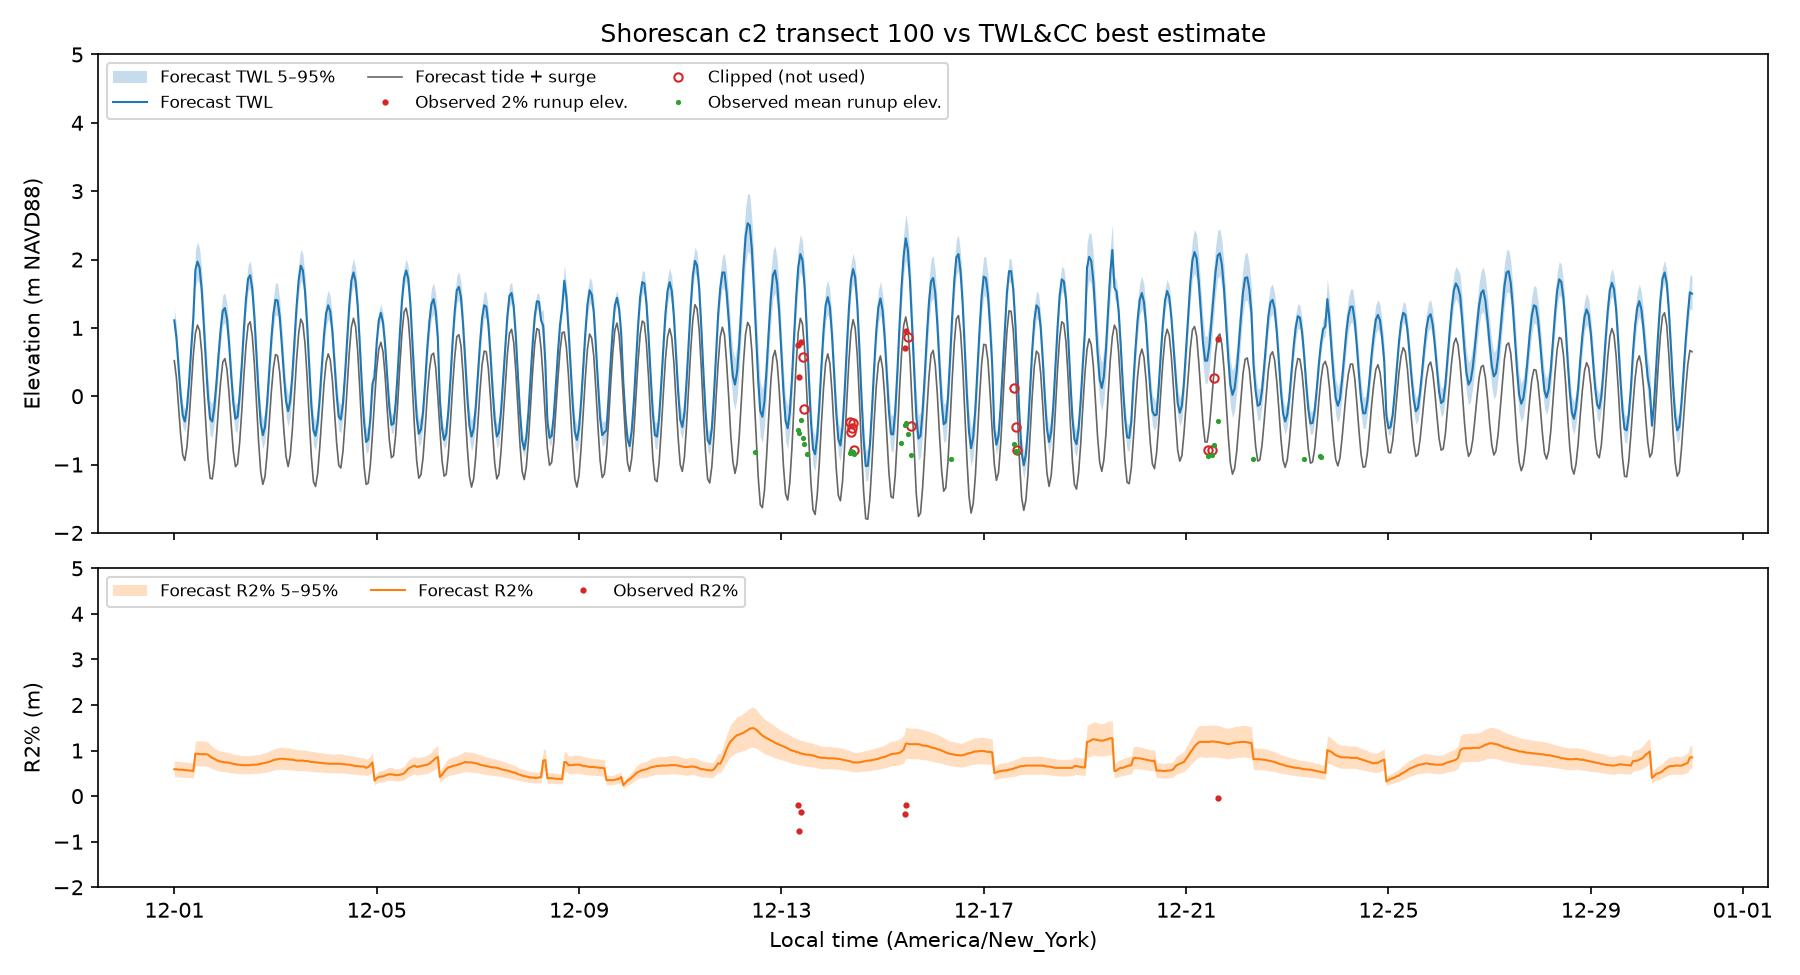 Shorescan c2 transect 100 vs TWL&CC best estimate
Forecast TWL 5–95%
Forecast TWL
Forecast tide + surge
Observed 2% runup elev.
Clipped (not used)
Observed mean runup elev.
Elevation (m NAVD88)
5
4
3
2
1
0
−1
−2
Forecast R2% 5–95%
Forecast R2%
Observed R2%
R2% (m)
5
4
3
2
1
0
−1
−2
12-01
12-05
12-09
12-13
12-17
12-21
12-25
12-29
01-01
Local time (America/New_York)